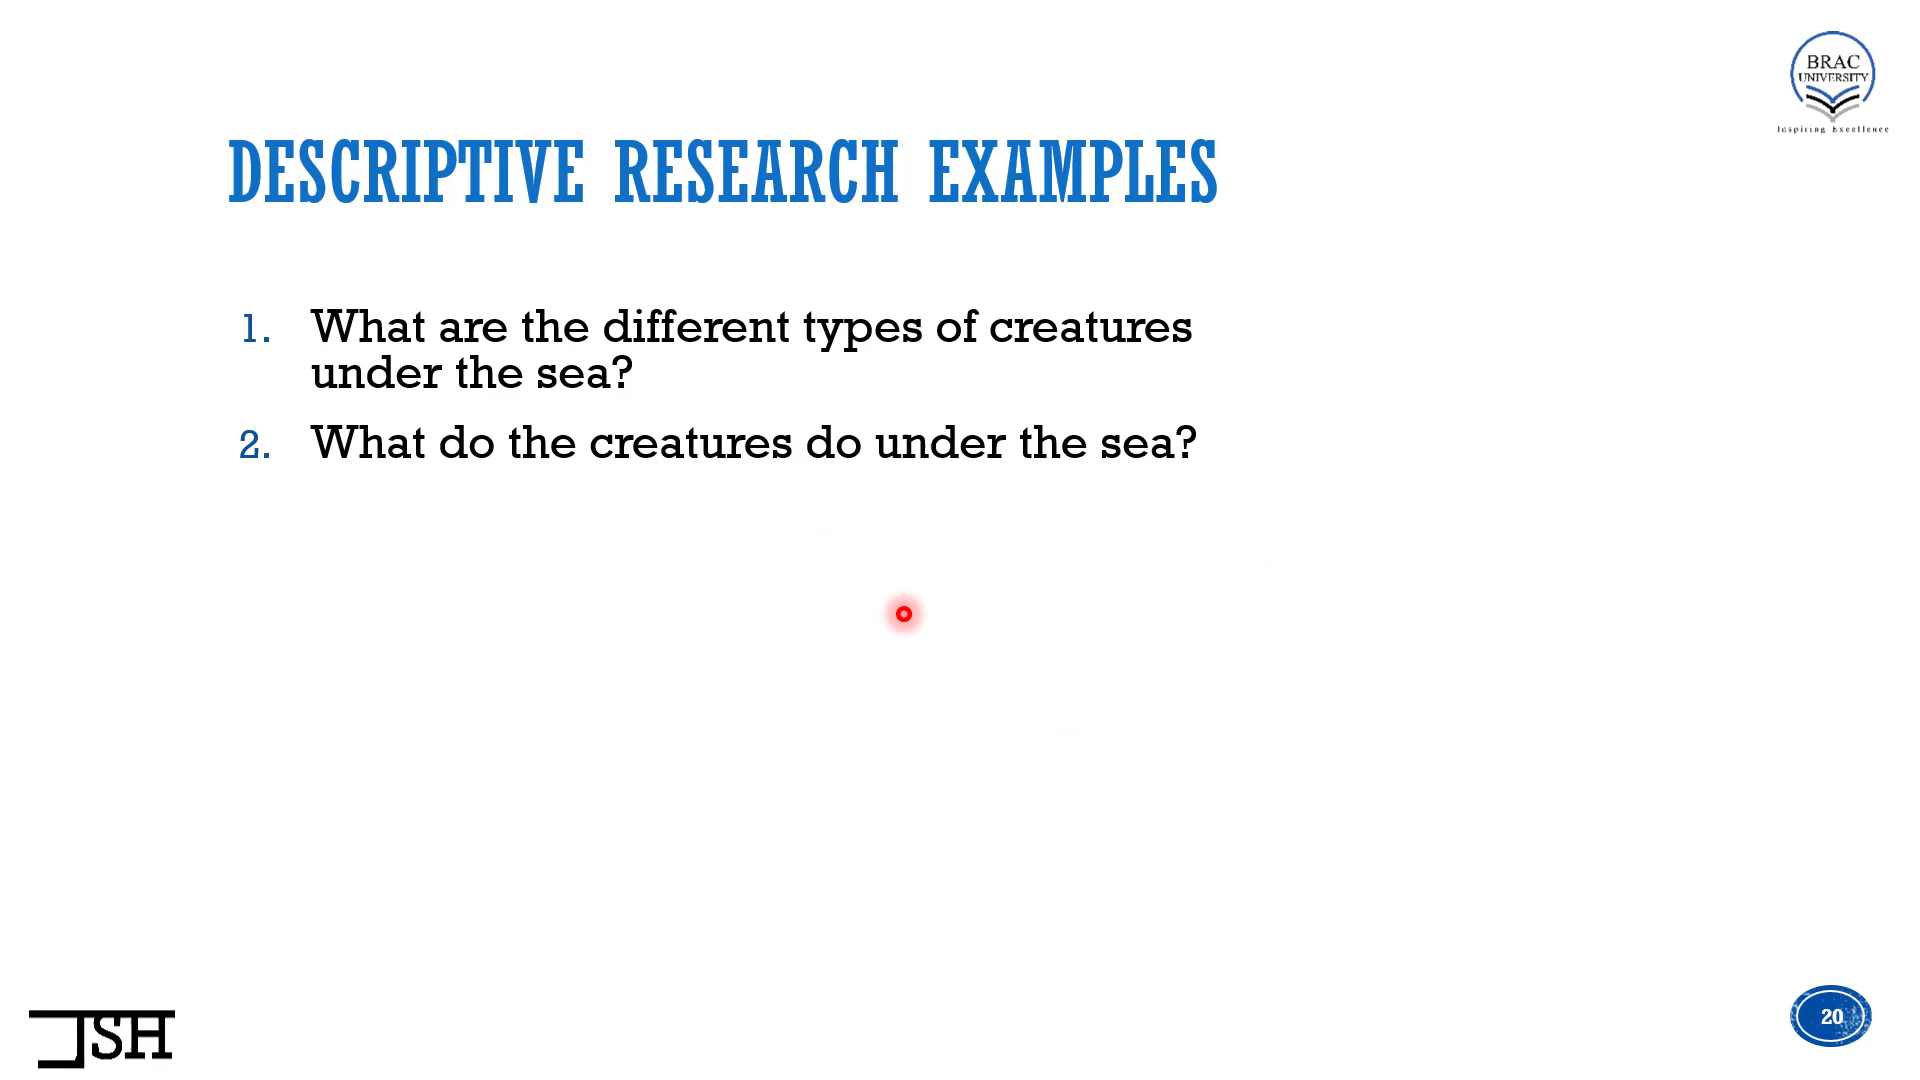 BRAC
UNIVERSITY
Inspiring Excellence
DESCRIPTIVE RESEARCH EXAMPLES
1. What are the different types of creatures
under the sea?
2. What do the creatures do under the sea?
JSH
20